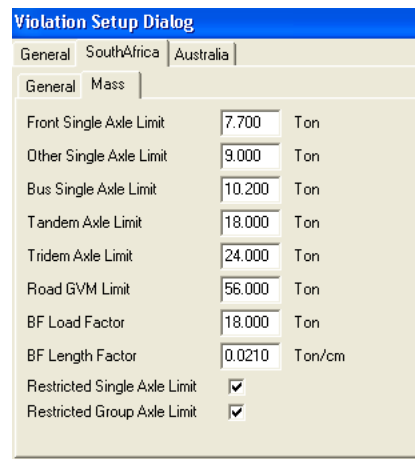 Violation Setup Dialog
General SouthAfrica Australia
General Mass
Front Single Axle Limit 7.700 Ton
Other Single Axle Limit 9.000 Ton
Bus Single Axle Limit 10.200 Ton
Tandem Axle Limit 18.000 Ton
Tridem Axle Limit 24.000 Ton
Road GVM Limit 56.000 Ton
BF Load Factor 18.000 Ton
BF Length Factor 0.0210 Ton/cm
Restricted Single Axle Limit
Restricted Group Axle Limit